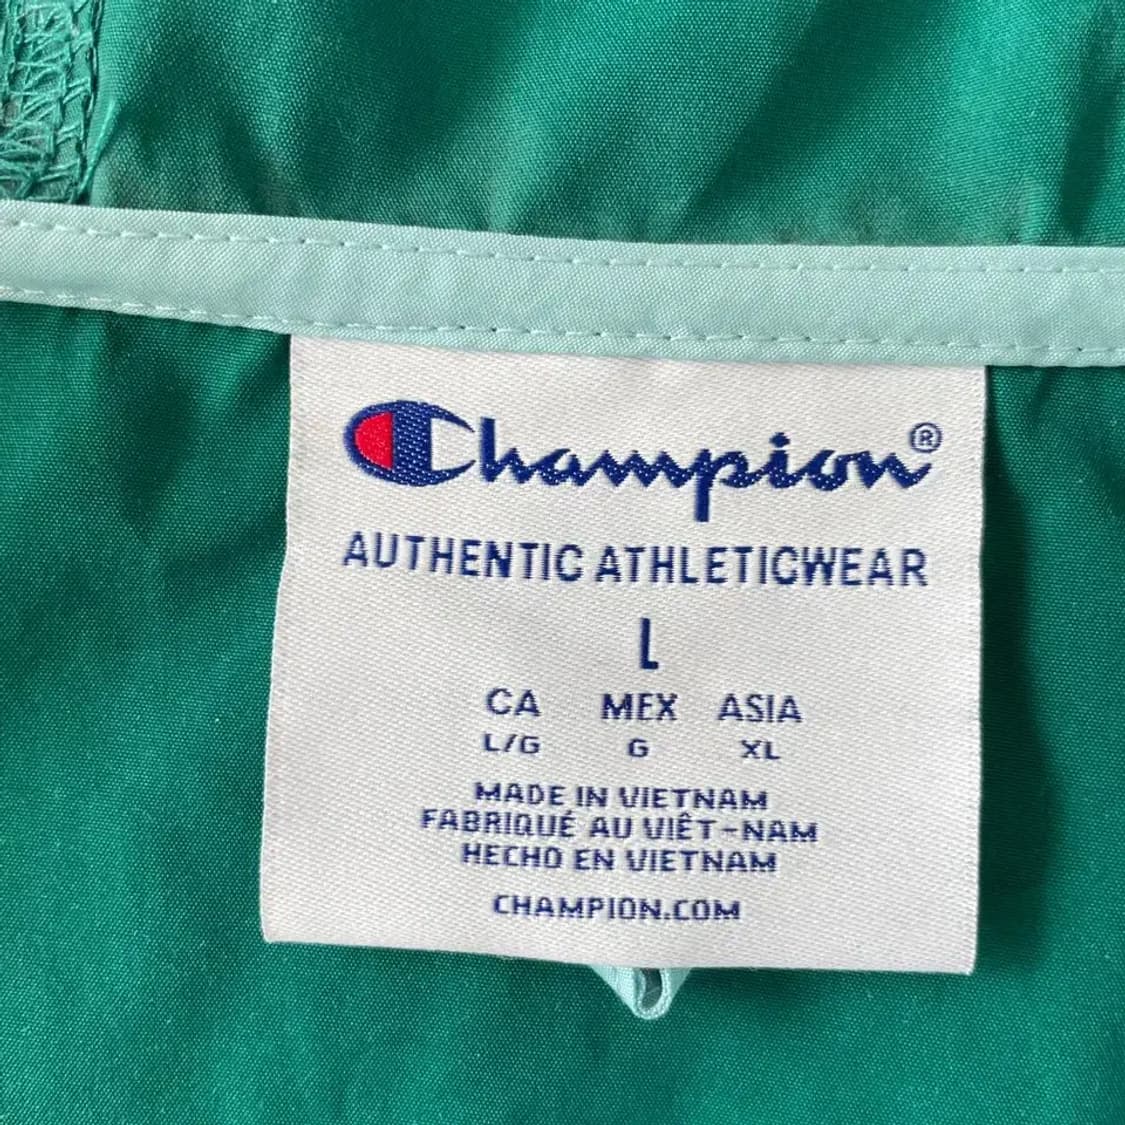 Champion®
AUTHENTIC ATHLETICWEAR
L
CA MEX ASIA
L/G G XL
MADE IN VIETNAM
FABRIQUÉ AU VIÊT-NAM
HECHO EN VIETNAM
CHAMPION.COM